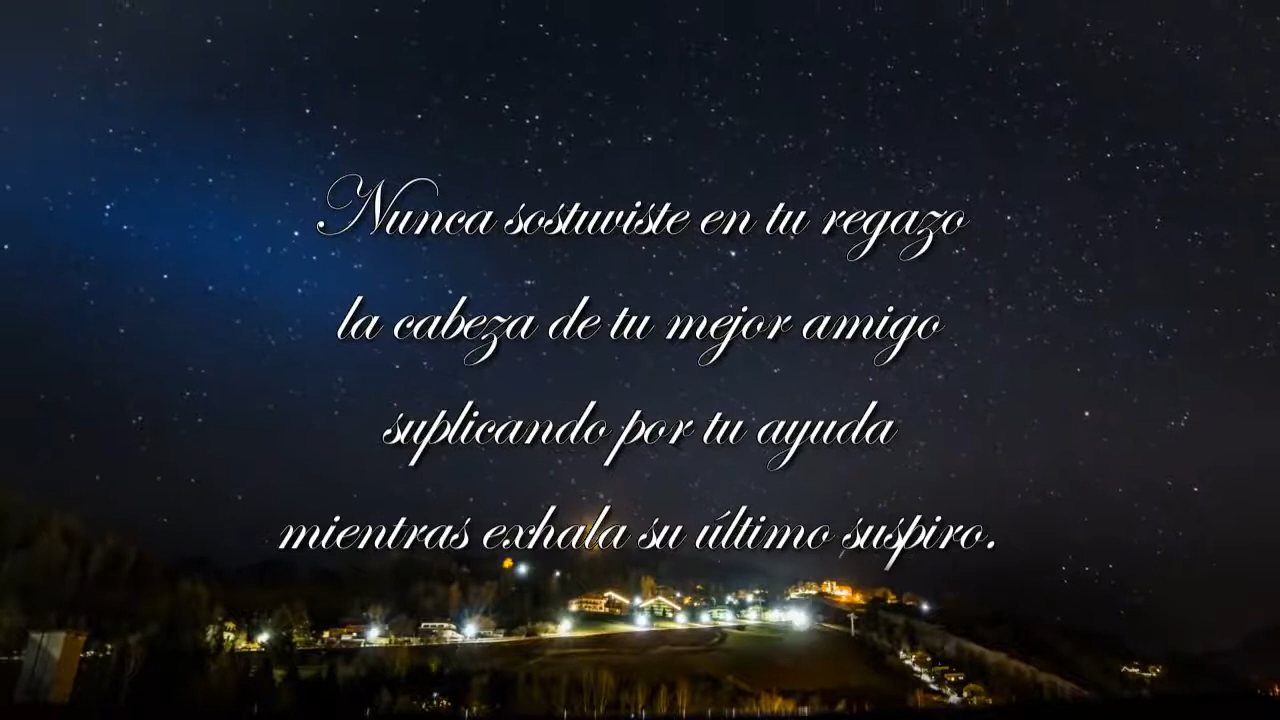 Nunca sostuviste en tu regazo
la cabeza de tu mejor amigo
suplicando por tu ayuda
mientras exhala su último suspiro.